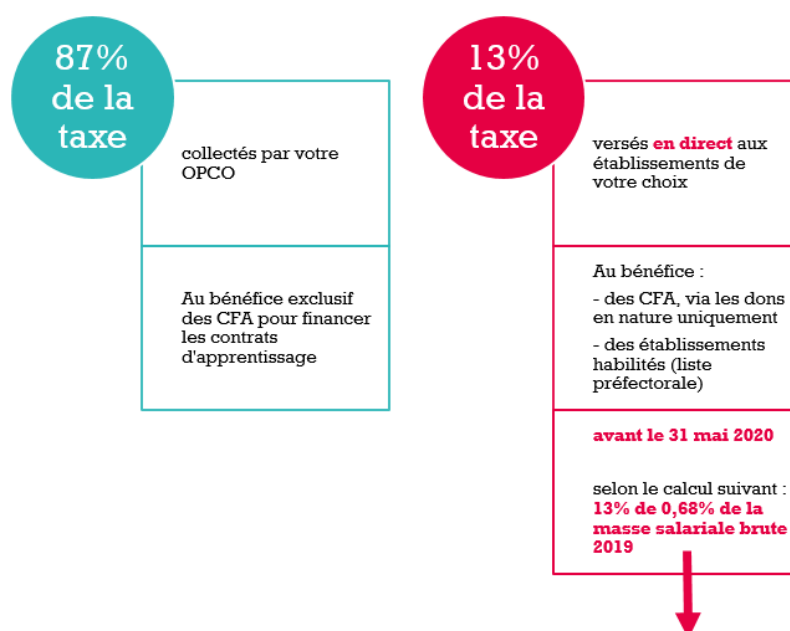 87%
de la
taxe
collectés par votre
OPCO
Au bénéfice exclusif
des CFA pour financer
les contrats
d'apprentissage
13%
de la
taxe
versés en direct aux
établissements de
votre choix
Au bénéfice :
- des CFA, via les dons
en nature uniquement
- des établissements
habilités (liste
préfectorale)
avant le 31 mai 2020
selon le calcul suivant :
13% de 0,68% de la
masse salariale brute
2019